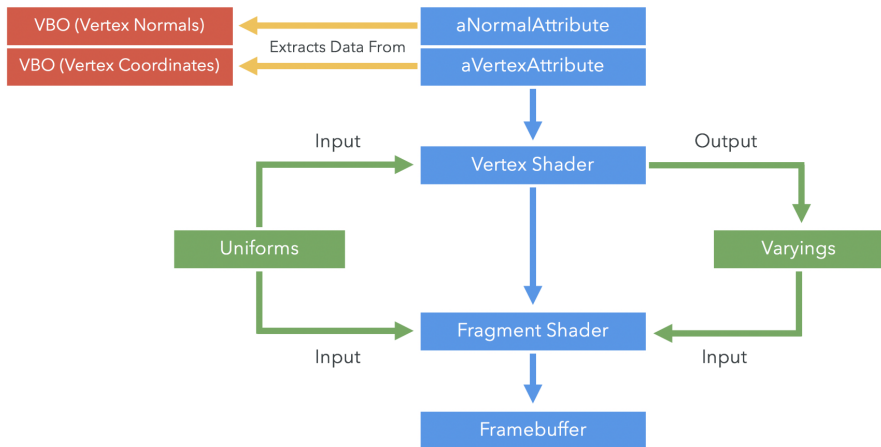 VBO (Vertex Normals)
aNormalAttribute
Extracts Data From
VBO (Vertex Coordinates)
aVertexAttribute
Input
Vertex Shader
Output
Uniforms
Varyings
Fragment Shader
Input
Input
Framebuffer